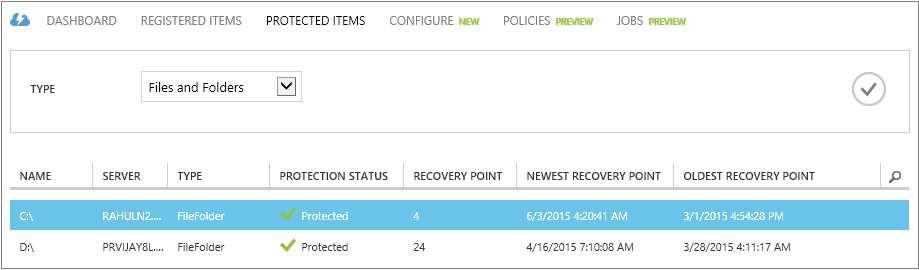 DASHBOARD REGISTERED ITEMS PROTECTED ITEMS CONFIGURE NEW POLICIES PREVIEW JOBS PREVIEW
TYPE Files and Folders
NAME SERVER TYPE PROTECTION STATUS RECOVERY POINT NEWEST RECOVERY POINT OLDEST RECOVERY POINT
C:\ RAHULN2.... FileFolder Protected 4 6/3/2015 4:20:41 AM 3/1/2015 4:54:28 PM
D:\ PRVIJAY8L.... FileFolder Protected 24 4/16/2015 7:10:08 AM 3/28/2015 4:11:17 AM